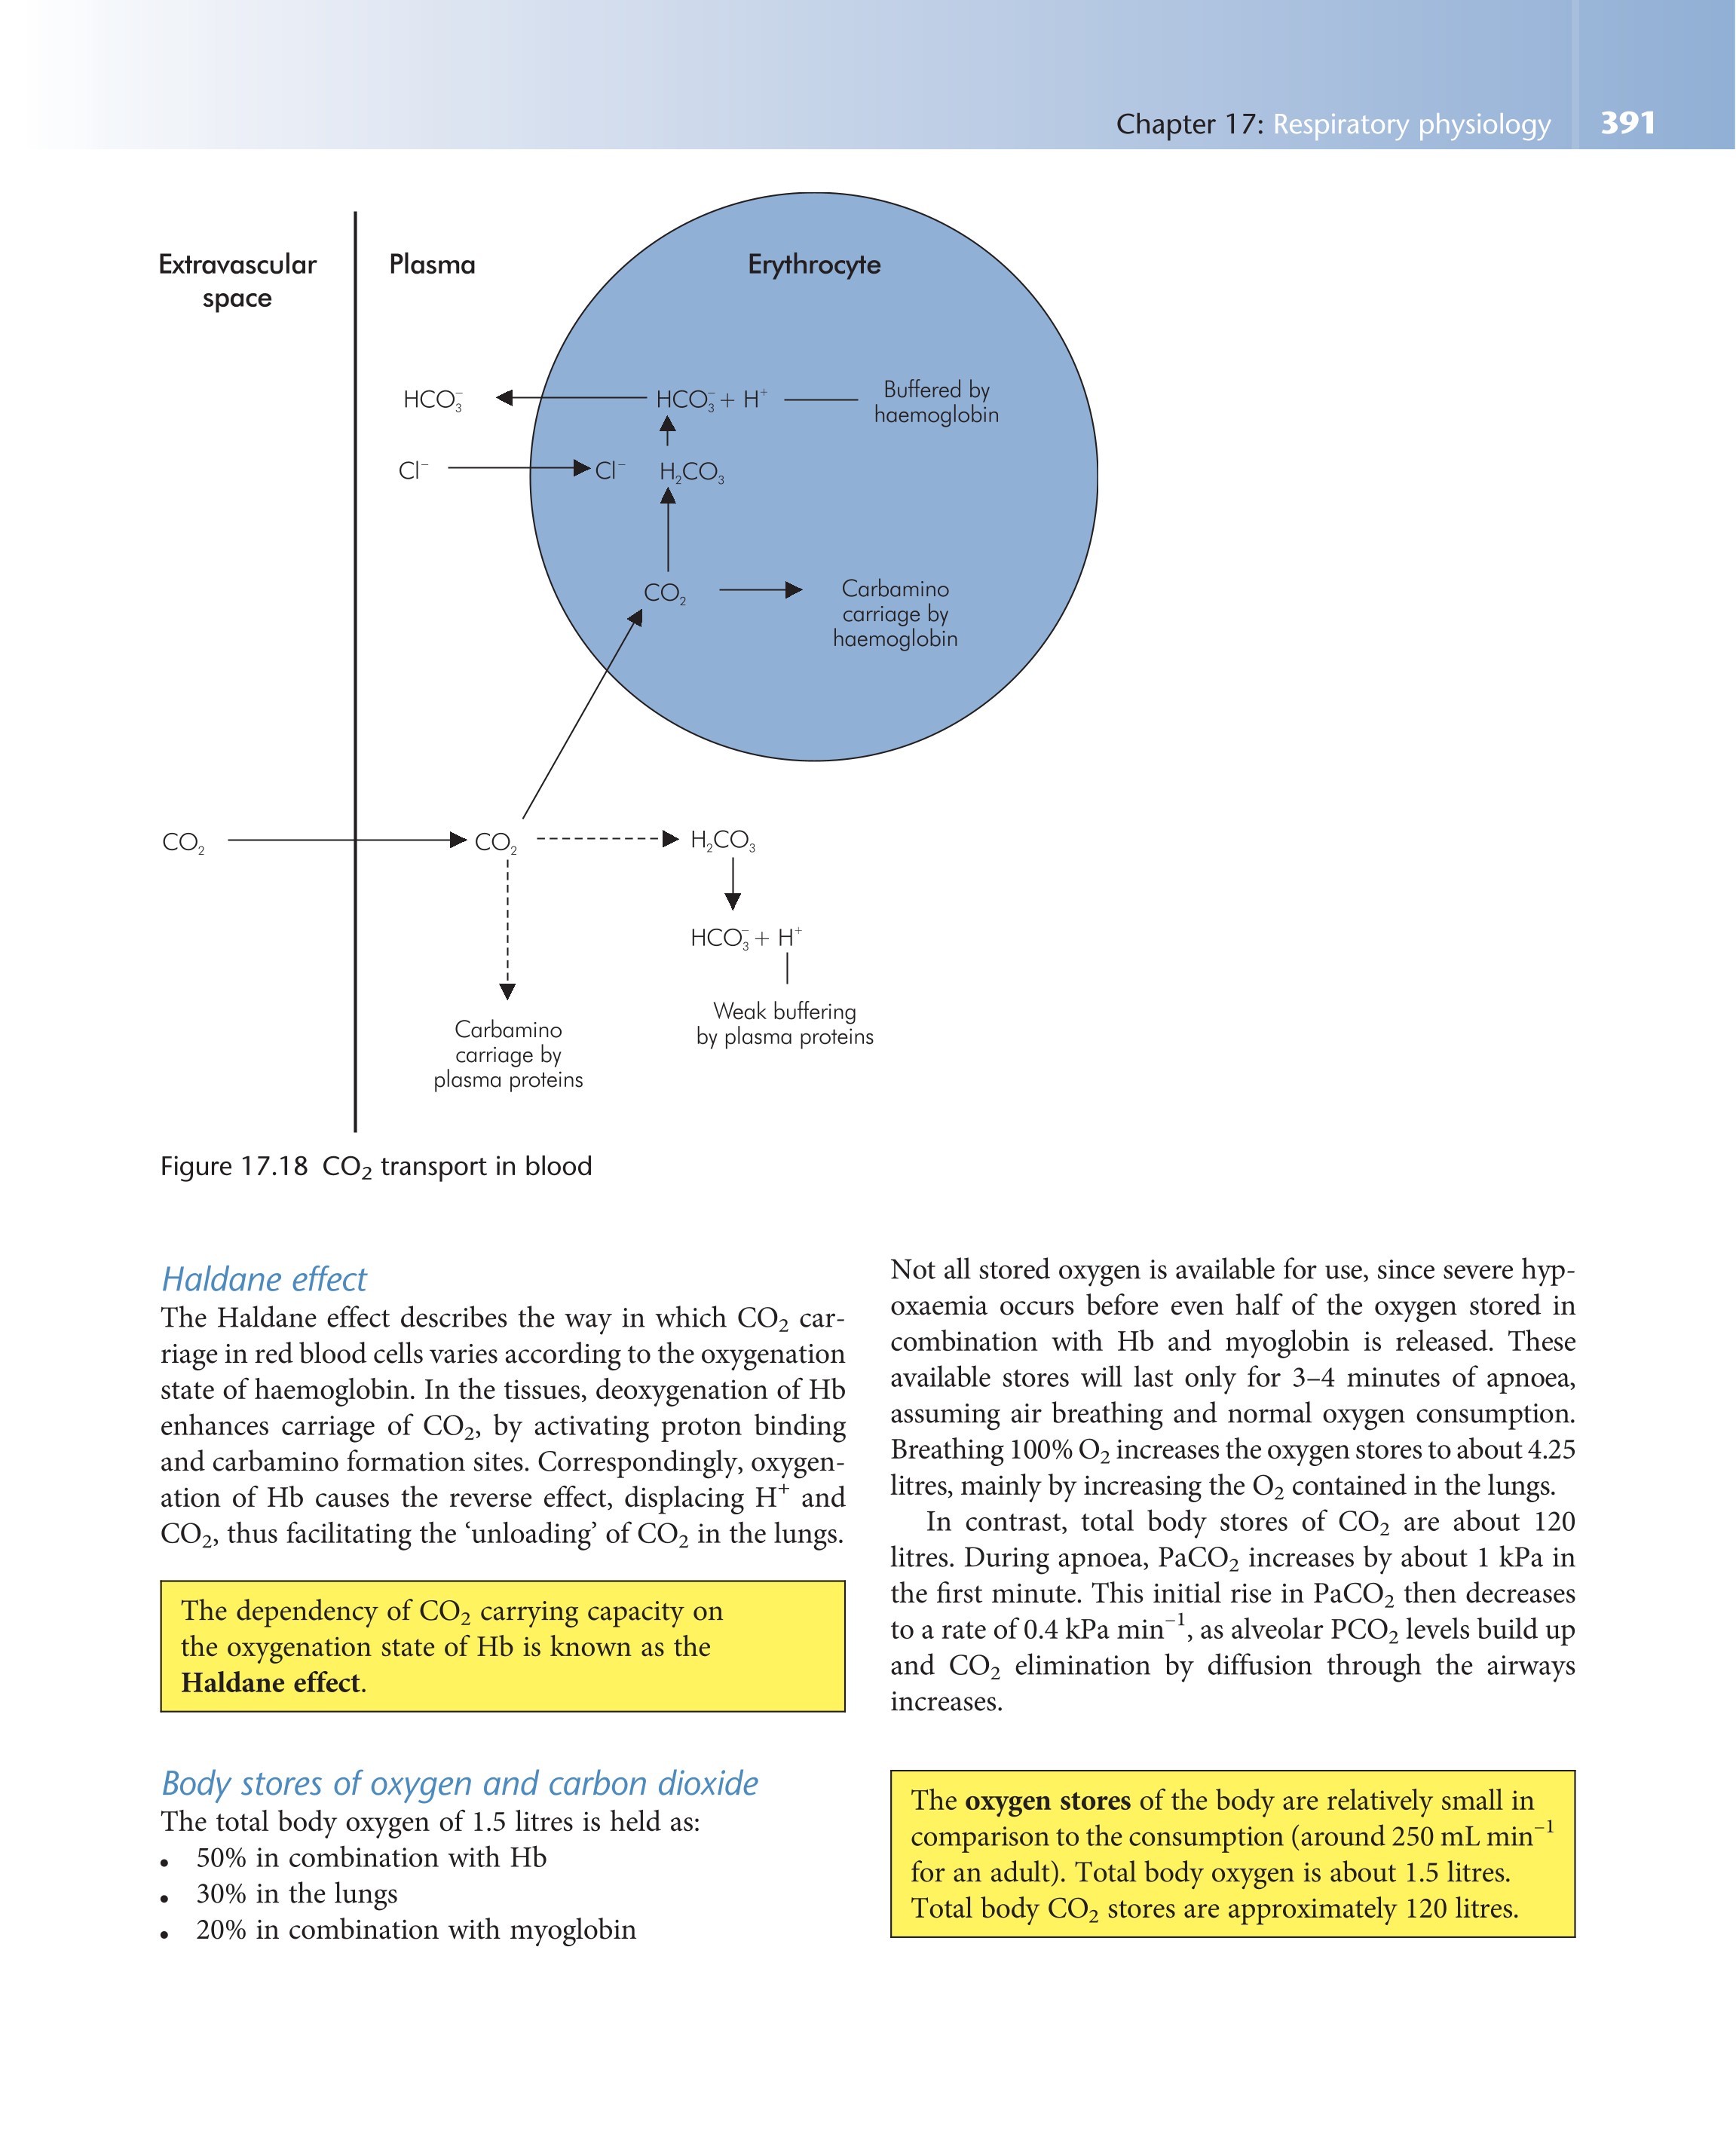 Chapter 17: Respiratory physiology 391
Extravascular
space
Plasma
Erythrocyte
HCO₃⁻
HCO₃⁻ + H⁺
Buffered by
haemoglobin
Cl⁻
Cl⁻
H₂CO₃
CO₂
Carbamino
carriage by
haemoglobin
CO₂
CO₂
H₂CO₃
HCO₃⁻ + H⁺
Weak buffering
by plasma proteins
Carbamino
carriage by
plasma proteins
Figure 17.18 CO₂ transport in blood
Haldane effect
The Haldane effect describes the way in which CO₂ car-
riage in red blood cells varies according to the oxygenation
state of haemoglobin. In the tissues, deoxygenation of Hb
enhances carriage of CO₂, by activating proton binding
and carbamino formation sites. Correspondingly, oxygen-
ation of Hb causes the reverse effect, displacing H⁺ and
CO₂, thus facilitating the ‘unloading’ of CO₂ in the lungs.
The dependency of CO₂ carrying capacity on
the oxygenation state of Hb is known as the
Haldane effect.
Body stores of oxygen and carbon dioxide
The total body oxygen of 1.5 litres is held as:
• 50% in combination with Hb
• 30% in the lungs
• 20% in combination with myoglobin
Not all stored oxygen is available for use, since severe hyp-
oxaemia occurs before even half of the oxygen stored in
combination with Hb and myoglobin is released. These
available stores will last only for 3–4 minutes of apnoea,
assuming air breathing and normal oxygen consumption.
Breathing 100% O₂ increases the oxygen stores to about 4.25
litres, mainly by increasing the O₂ contained in the lungs.
In contrast, total body stores of CO₂ are about 120
litres. During apnoea, PaCO₂ increases by about 1 kPa in
the first minute. This initial rise in PaCO₂ then decreases
to a rate of 0.4 kPa min⁻¹, as alveolar PCO₂ levels build up
and CO₂ elimination by diffusion through the airways
increases.
The oxygen stores of the body are relatively small in
comparison to the consumption (around 250 mL min⁻¹
for an adult). Total body oxygen is about 1.5 litres.
Total body CO₂ stores are approximately 120 litres.